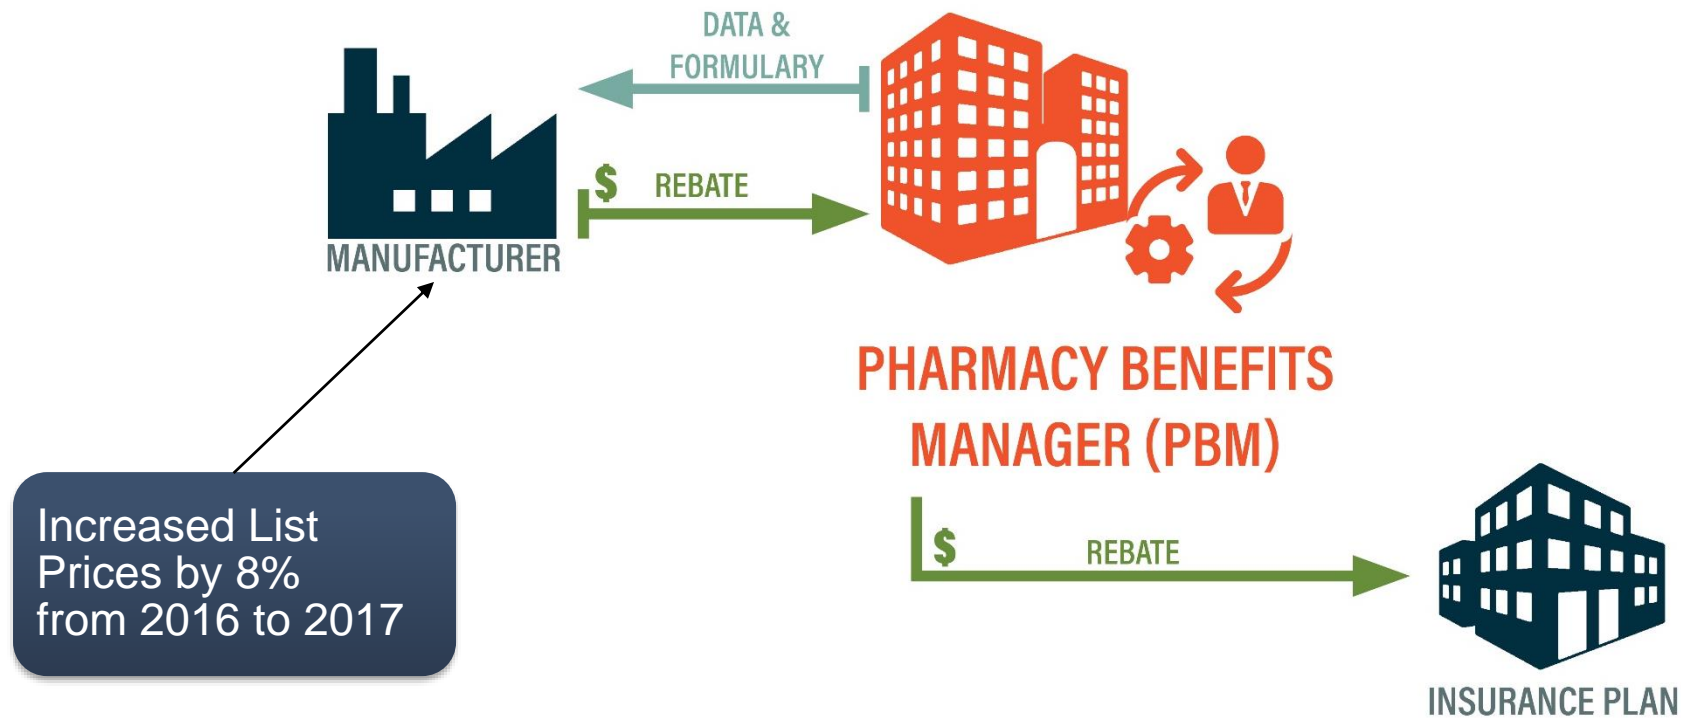 DATA &
FORMULARY
$ REBATE
MANUFACTURER
PHARMACY BENEFITS
MANAGER (PBM)
Increased List
Prices by 8%
from 2016 to 2017
$ REBATE
INSURANCE PLAN